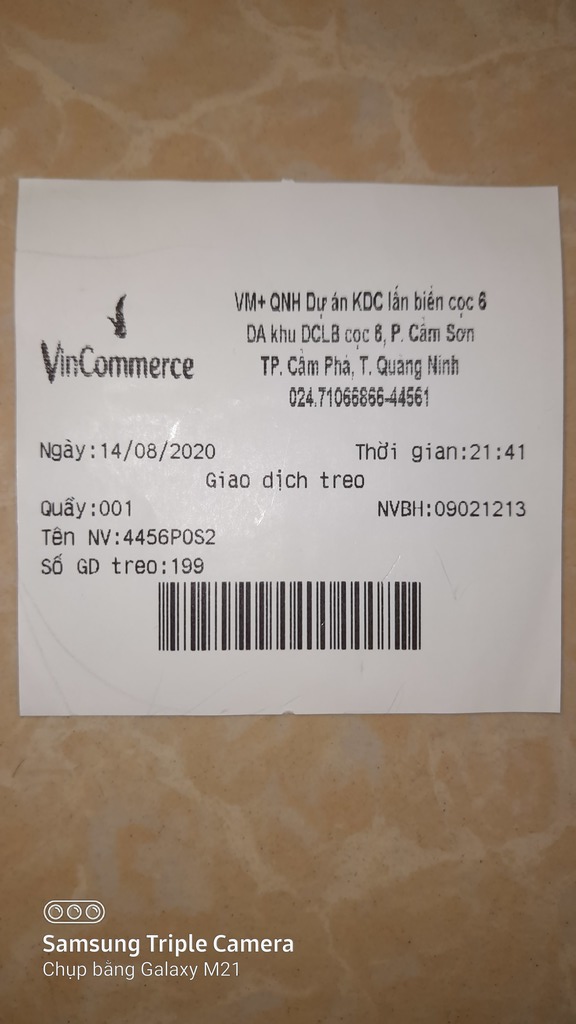 VinCommerce
VM+ QNH Dự án KDC lấn biển cọc 6
DA khu DCLB cọc 6, P. Cẩm Sơn
TP. Cẩm Phả, T. Quảng Ninh
024.71066866-44561
Ngày:14/08/2020 Thời gian:21:41
Giao dịch treo
Quầy:001 NVBH:09021213
Tên NV:4456POS2
Số GD treo:199
Samsung Triple Camera
Chụp bằng Galaxy M21